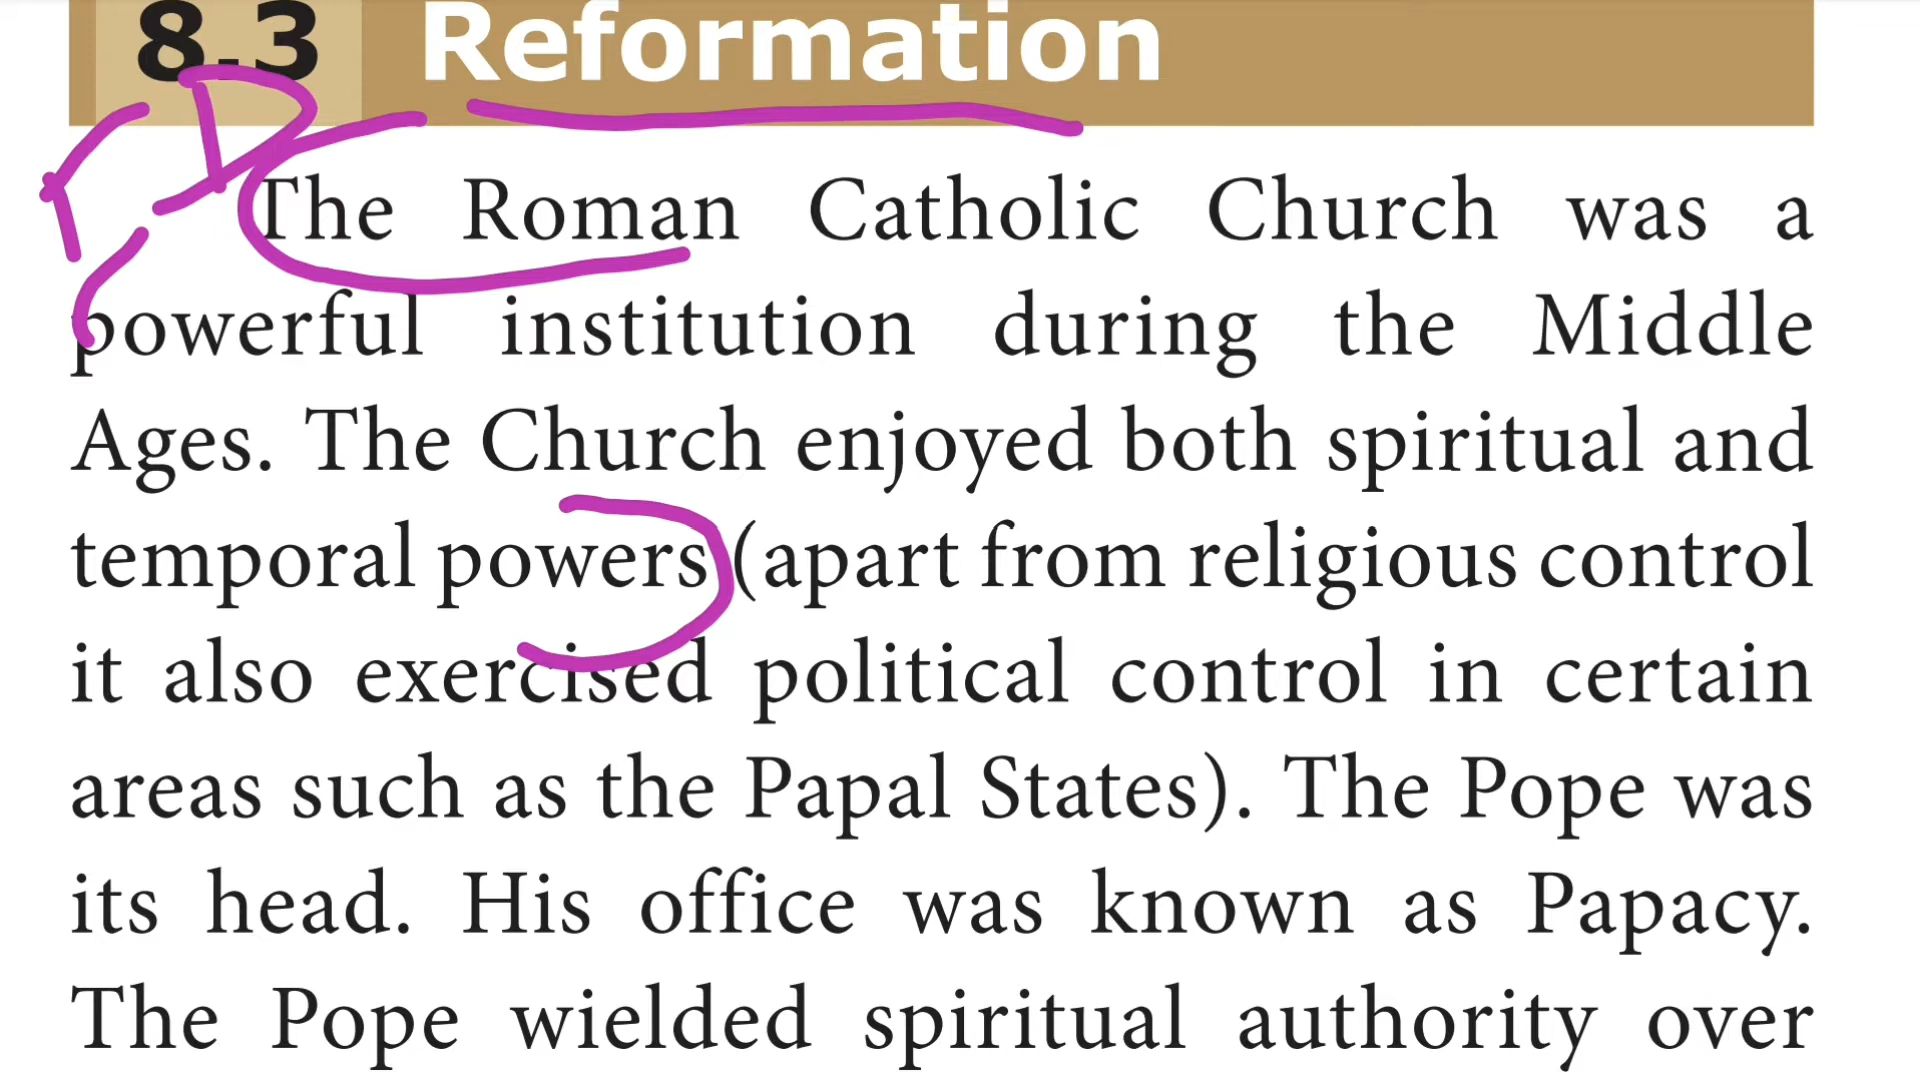 8.3 Reformation
The Roman Catholic Church was a
powerful institution during the Middle
Ages. The Church enjoyed both spiritual and
temporal powers (apart from religious control
it also exercised political control in certain
areas such as the Papal States). The Pope was
its head. His office was known as Papacy.
The Pope wielded spiritual authority over